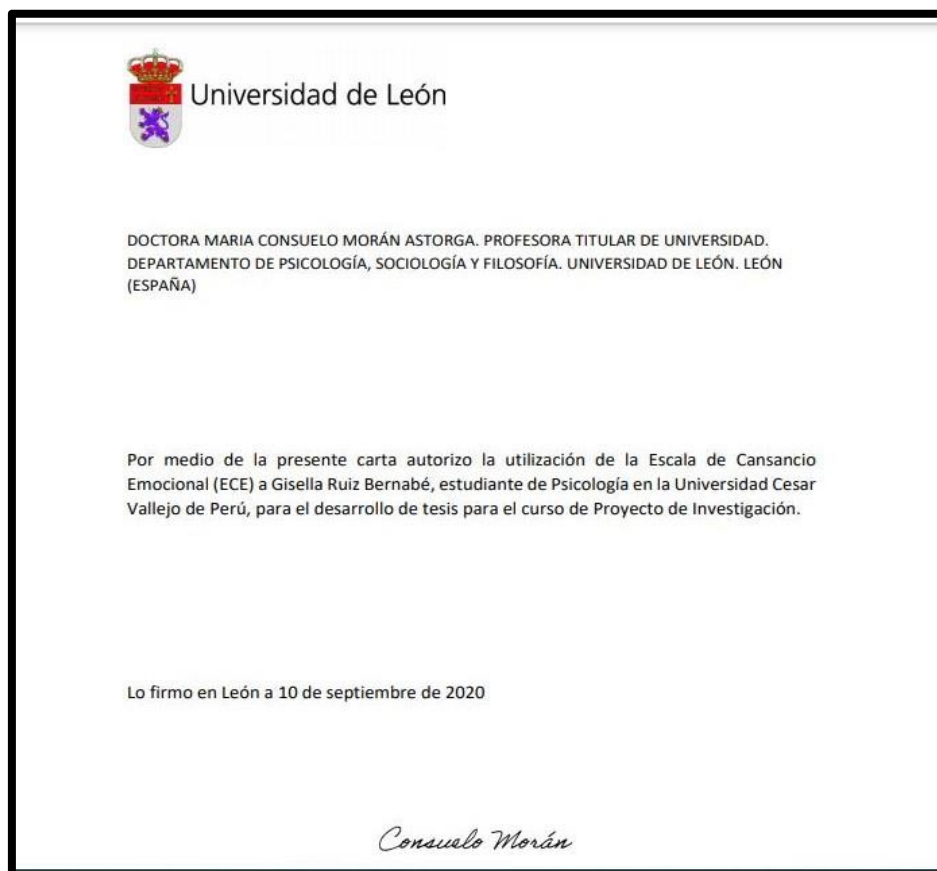 Universidad de León
DOCTORA MARIA CONSUELO MORÁN ASTORGA. PROFESORA TITULAR DE UNIVERSIDAD.
DEPARTAMENTO DE PSICOLOGÍA, SOCIOLOGÍA Y FILOSOFÍA. UNIVERSIDAD DE LEÓN. LEÓN
(ESPAÑA)
Por medio de la presente carta autorizo la utilización de la Escala de Cansancio
Emocional (ECE) a Gisella Ruiz Bernabé, estudiante de Psicología en la Universidad Cesar
Vallejo de Perú, para el desarrollo de tesis para el curso de Proyecto de Investigación.
Lo firmo en León a 10 de septiembre de 2020
Consuelo Morán